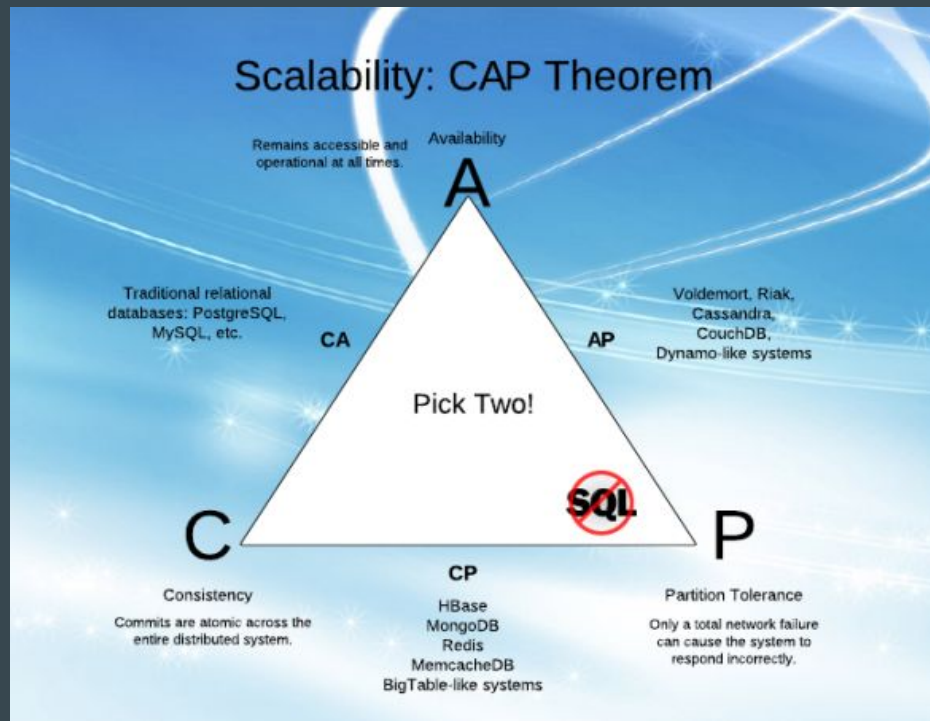 Scalability: CAP Theorem
Availability
Remains accessible and
operational at all times.
A
Traditional relational
databases: PostgreSQL,
MySQL, etc.
CA
AP
Voldemort, Riak,
Cassandra,
CouchDB,
Dynamo-like systems
Pick Two!
SQL
C
P
Consistency
Commits are atomic across the
entire distributed system.
CP
HBase
MongoDB
Redis
MemcacheDB
BigTable-like systems
Partition Tolerance
Only a total network failure
can cause the system to
respond incorrectly.